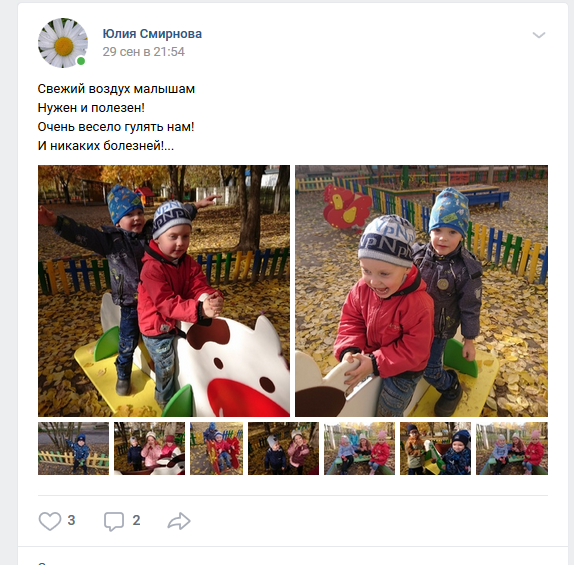 Юлия Смирнова
29 сен в 21:54
Свежий воздух малышам
Нужен и полезен!
Очень весело гулять нам!
И никаких болезней!...
3
2